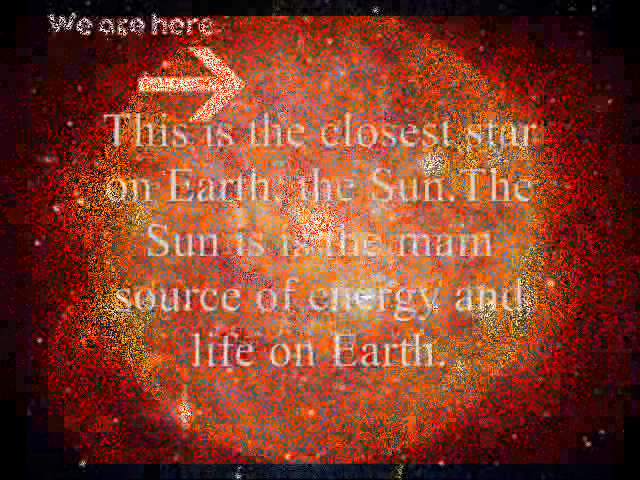 We are here
This is the closest star
on Earth, the Sun.The
Sun is is the main
source of energy and
life on Earth.